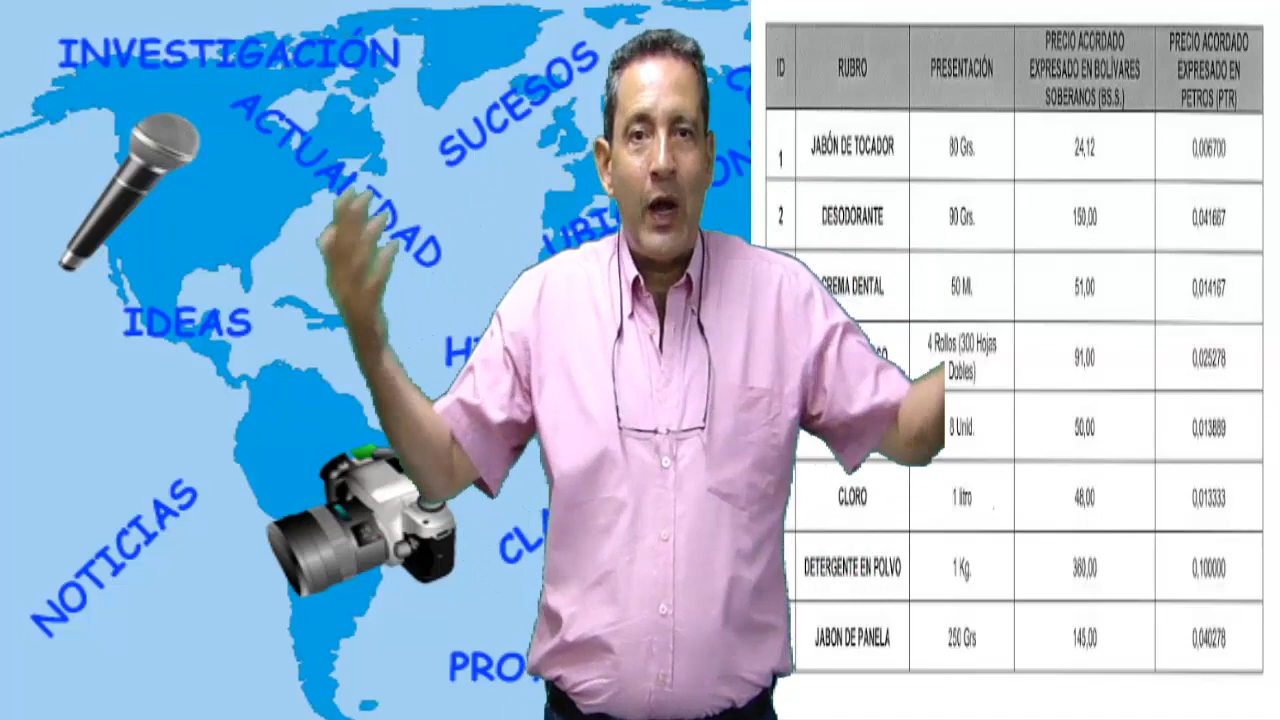 INVESTIGACIÓN
ACTUALIDAD
SUCESOS
IDEAS
NOTICIAS
ID RUBRO PRESENTACIÓN PRECIO ACORDADO EXPRESADO EN BOLÍVARES SOBERANOS (BS.S.) PRECIO ACORDADO EXPRESADO EN PETROS (PTR)
1 JABÓN DE TOCADOR 80 Grs. 24,12 0,006700
2 DESODORANTE 90 Grs. 150,00 0,041667
CREMA DENTAL 50 Ml. 51,00 0,014167
4 Rollos (300 Hojas Dobles) 91,00 0,025278
8 Unid. 50,00 0,013889
CLORO 1 litro 48,00 0,013333
DETERGENTE EN POLVO 1 Kg. 360,00 0,100000
JABON DE PANELA 250 Grs 145,00 0,040278